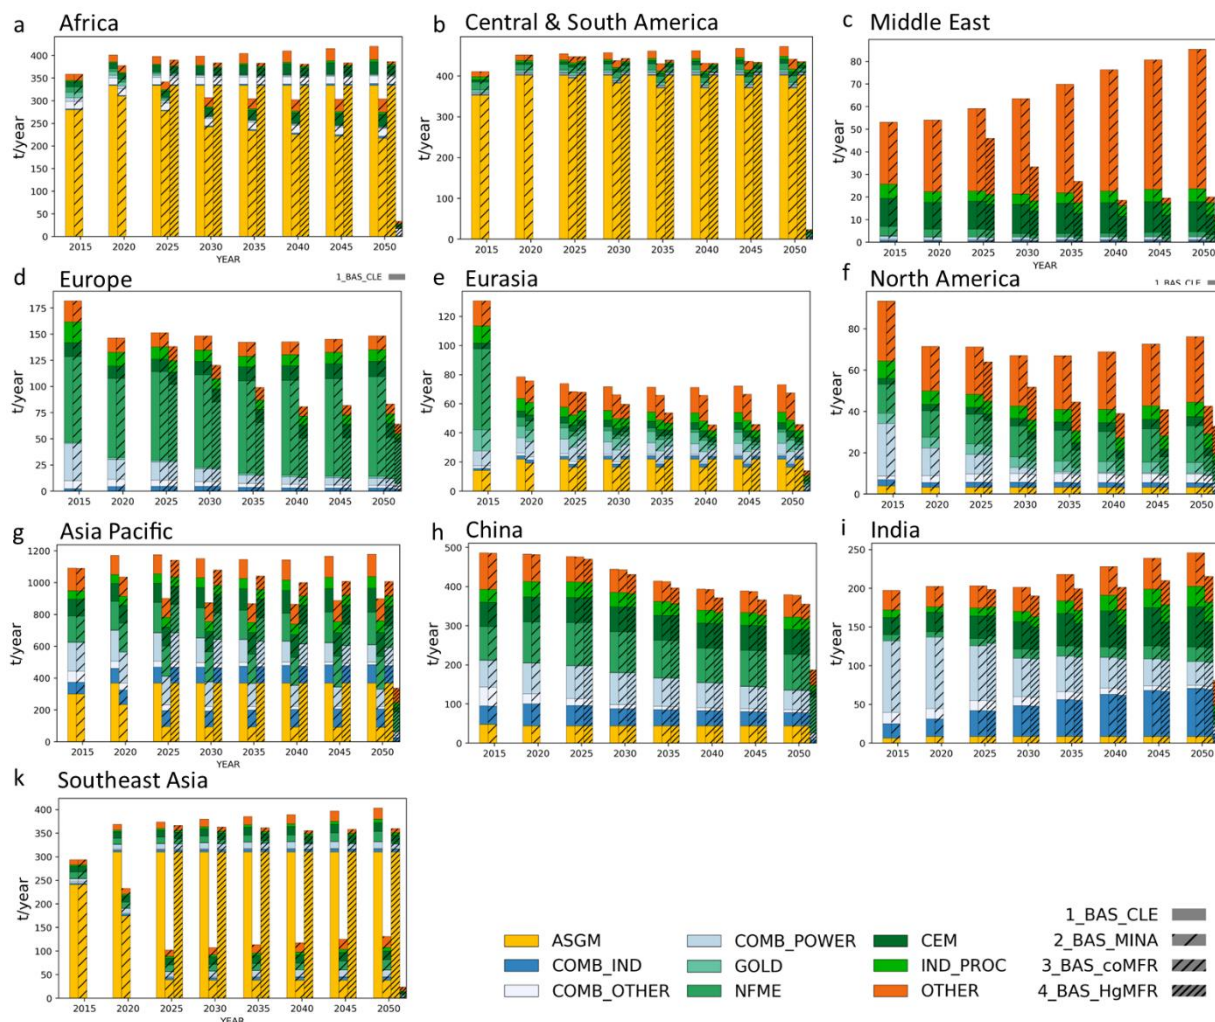 a Africa
b Central & South America
c Middle East
t/year
400
350
300
250
200
150
100
50
0
2015 2020 2025 2030 2035 2040 2045 2050
YEAR
t/year
400
300
200
100
0
2015 2020 2025 2030 2035 2040 2045 2050
t/year
80
70
60
50
40
30
20
10
0
2015 2020 2025 2030 2035 2040 2045 2050
YEAR
d Europe
1_BAS_CLE
e Eurasia
f North America
1_BAS_CLE
t/year
175
150
125
100
75
50
25
0
2015 2020 2025 2030 2035 2040 2045 2050
t/year
120
100
80
60
40
20
0
2015 2020 2025 2030 2035 2040 2045 2050
t/year
80
60
40
20
0
2015 2020 2025 2030 2035 2040 2045 2050
g Asia Pacific
h China
i India
t/year
1200
1000
800
600
400
200
0
2015 2020 2025 2030 2035 2040 2045 2050
YEAR
t/year
500
400
300
200
100
0
2015 2020 2025 2030 2035 2040 2045 2050
t/year
250
200
150
100
50
0
2015 2020 2025 2030 2035 2040 2045 2050
k Southeast Asia
t/year
400
350
300
250
200
150
100
50
0
2015 2020 2025 2030 2035 2040 2045 2050
YEAR
ASGM
COMB_IND
COMB_OTHER
COMB_POWER
GOLD
NFME
CEM
IND_PROC
OTHER
1_BAS_CLE
2_BAS_MINA
3_BAS_coMFR
4_BAS_HgMFR